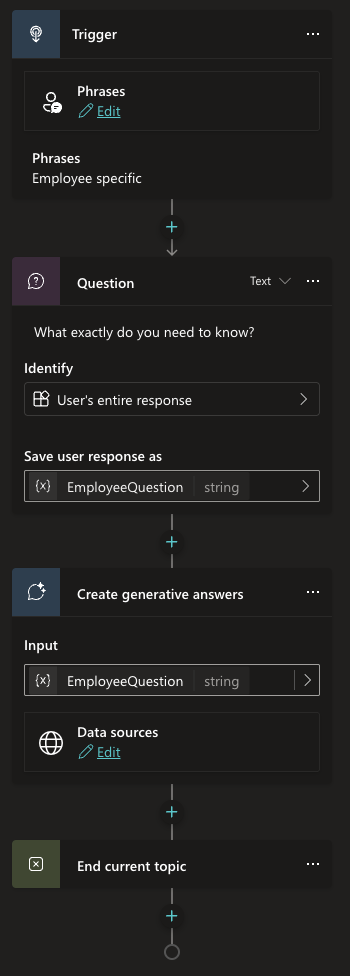 Trigger
Phrases
Edit
Phrases
Employee specific
Question
Text
What exactly do you need to know?
Identify
User's entire response
Save user response as
{x} EmployeeQuestion string
Create generative answers
Input
{x} EmployeeQuestion string
Data sources
Edit
End current topic